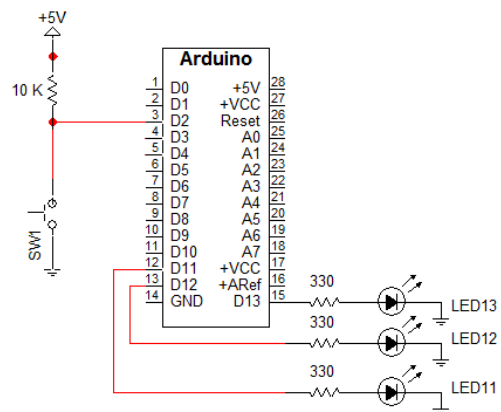 +5V
10 K
SW1
Arduino
1 D0 +5V 28
2 D1 +VCC 27
3 D2 Reset 26
4 D3 A0 25
5 D4 A1 24
6 D5 A2 23
7 D6 A3 22
8 D7 A4 21
9 D8 A5 20
10 D9 A6 19
11 D10 A7 18
12 D11 +VCC 17
13 D12 +ARef 16
14 GND D13 15
330
LED13
330
LED12
330
LED11